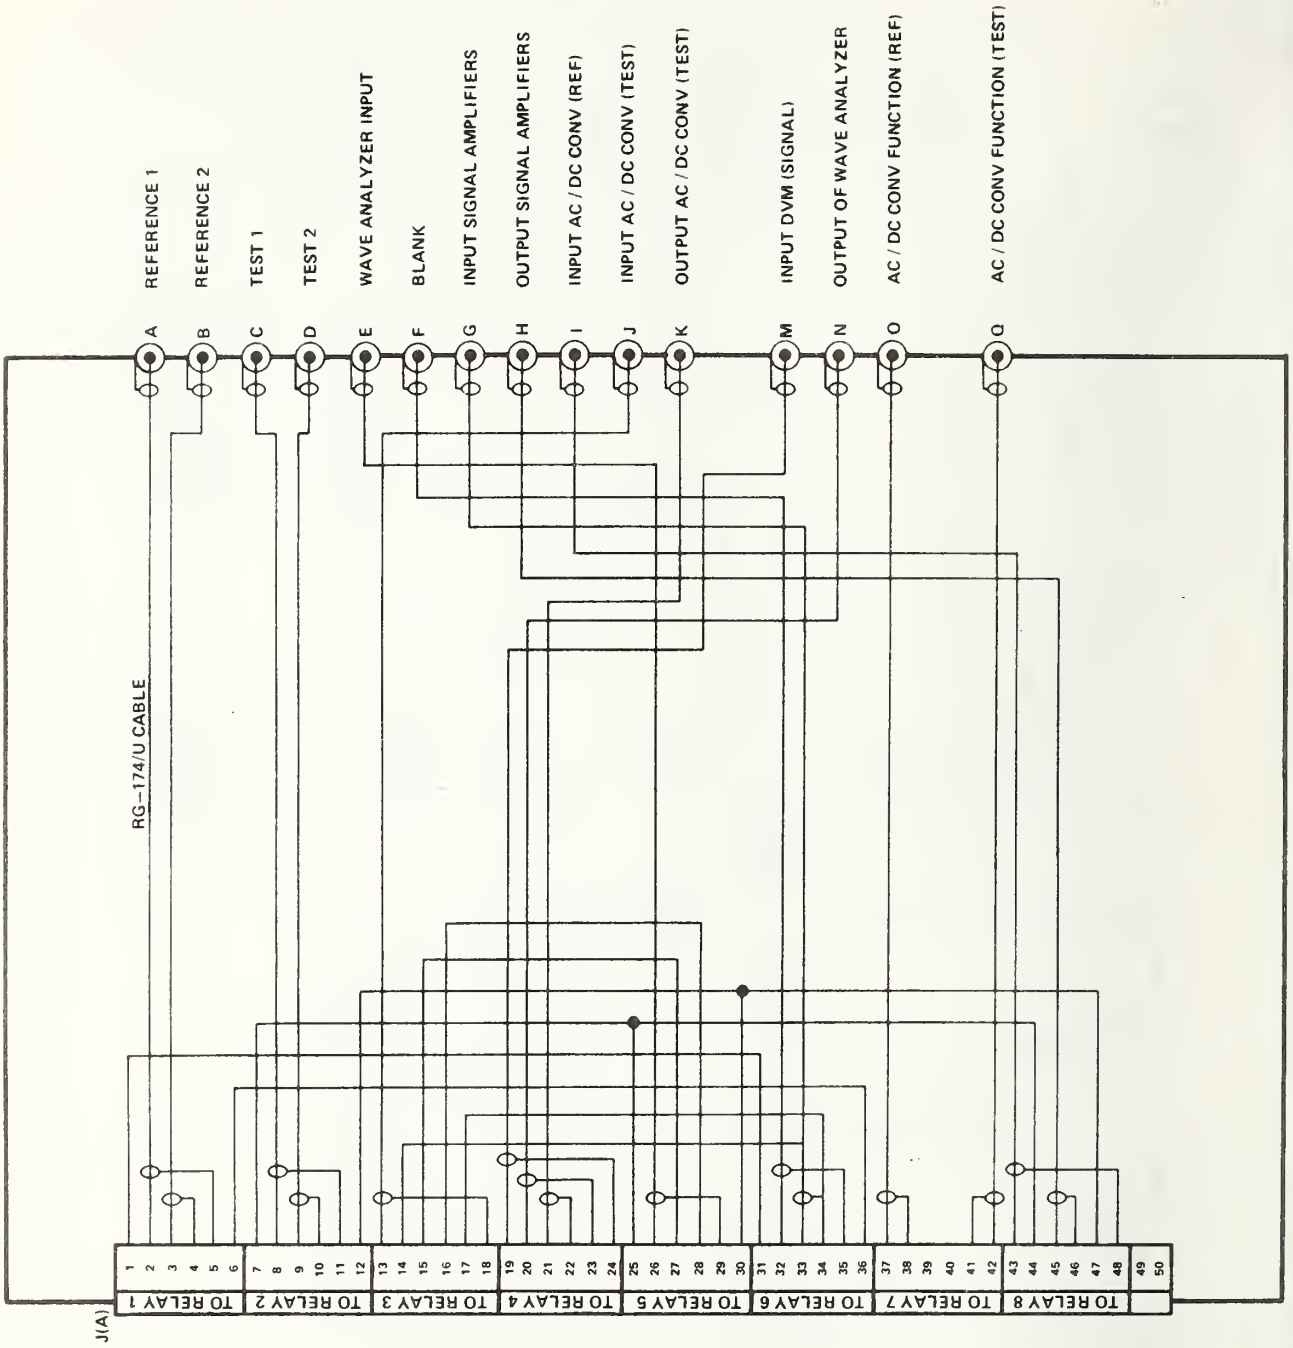 REFERENCE 1
REFERENCE 2
TEST 1
TEST 2
WAVE ANALYZER INPUT
BLANK
INPUT SIGNAL AMPLIFIERS
OUTPUT SIGNAL AMPLIFIERS
INPUT AC / DC CONV (REF)
INPUT AC / DC CONV (TEST)
OUTPUT AC / DC CONV (TEST)
INPUT DVM (SIGNAL)
OUTPUT OF WAVE ANALYZER
AC / DC CONV FUNCTION (REF)
AC / DC CONV FUNCTION (TEST)
A
B
C
D
E
F
G
H
I
J
K
M
N
O
Q
RG-174/U CABLE
1
2
3
4
5
6
7
8
9
10
11
12
13
14
15
16
17
18
19
20
21
22
23
24
25
26
27
28
29
30
31
32
33
34
35
36
37
38
39
40
41
42
43
44
45
46
47
48
49
50
TO RELAY 1
TO RELAY 2
TO RELAY 3
TO RELAY 4
TO RELAY 5
TO RELAY 6
TO RELAY 7
TO RELAY 8
J(A)